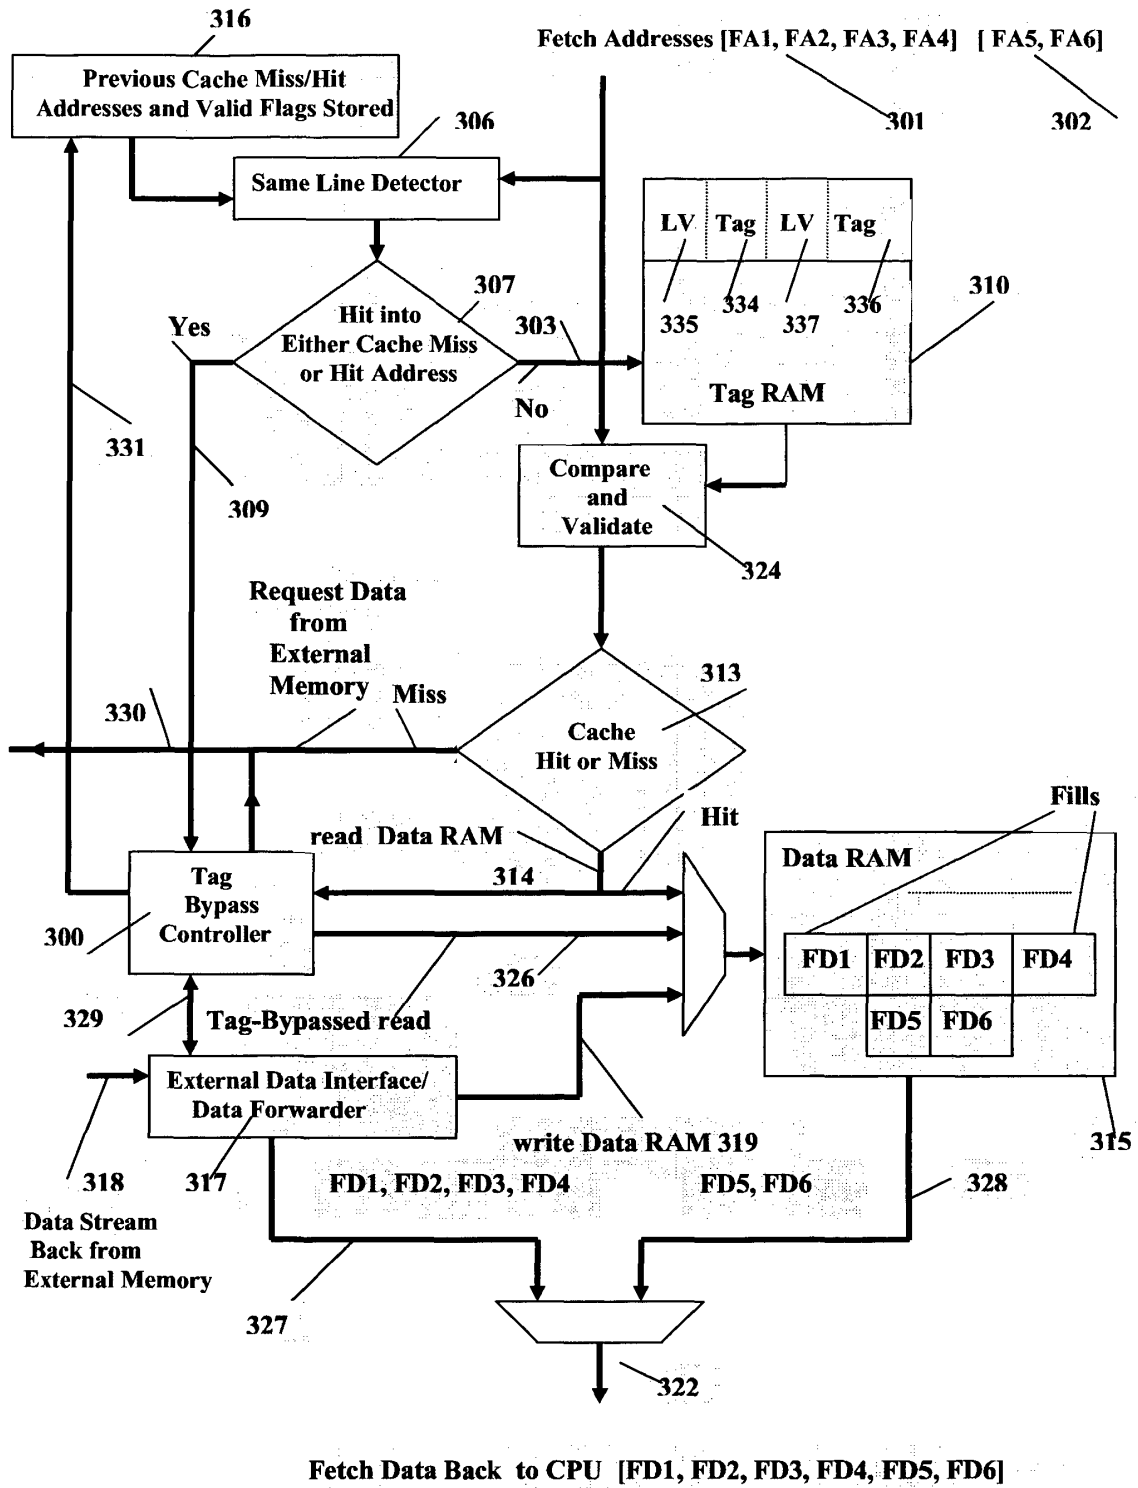 316
Fetch Addresses [FA1, FA2, FA3, FA4] [ FA5, FA6]
Previous Cache Miss/Hit
Addresses and Valid Flags Stored
301
302
306
Same Line Detector
LV Tag LV Tag
307
334
336
310
335
337
303
Hit into
Either Cache Miss
or Hit Address
Yes
No
Tag RAM
331
309
Compare
and
Validate
324
Request Data
from
External
Memory
Miss
313
330
Cache
Hit or Miss
Fills
Hit
read Data RAM
Data RAM
Tag
Bypass
Controller
314
300
FD1 FD2 FD3 FD4
326
329
Tag-Bypassed read
FD5 FD6
External Data Interface/
Data Forwarder
write Data RAM 319
315
318
317
FD1, FD2, FD3, FD4
FD5, FD6
328
Data Stream
Back from
External Memory
327
322
Fetch Data Back to CPU [FD1, FD2, FD3, FD4, FD5, FD6]